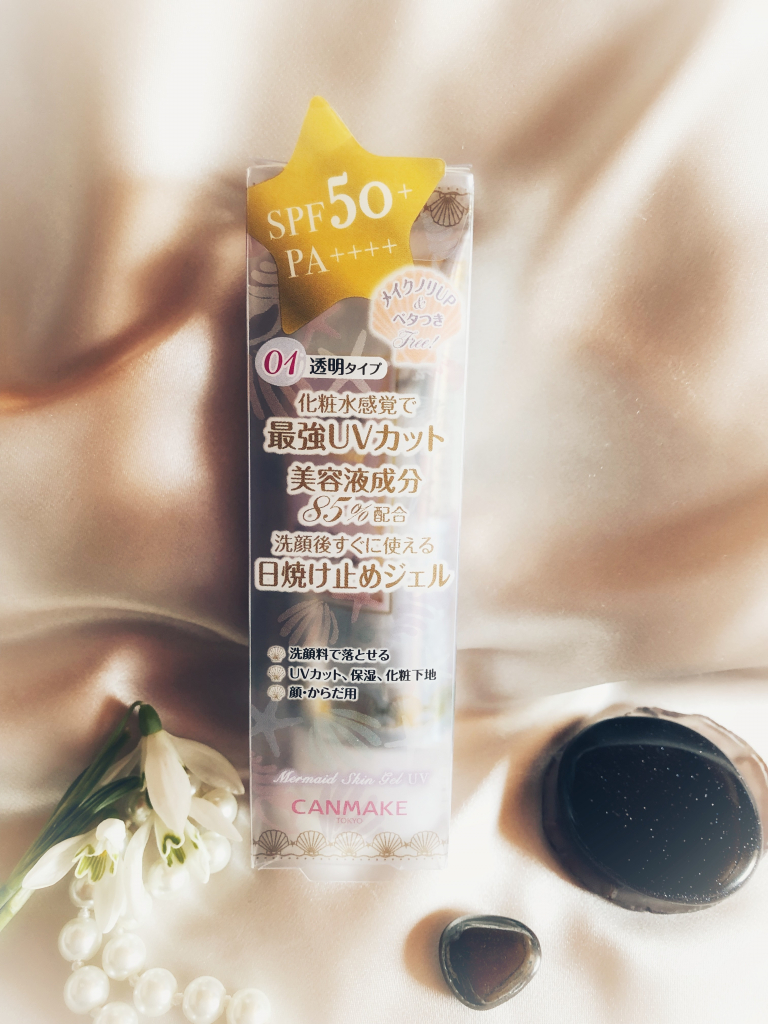 SPF50+
PA++++
メイクノリUP
&
ベタつき
Free!
01 透明タイプ
化粧水感覚で
最強UVカット
美容液成分
85%配合
洗顔後すぐに使える
日焼け止めジェル
洗顔料で落とせる
UVカット、保湿、化粧下地
顔・からだ用
Mermaid Skin Gel UV
CANMAKE
TOKYO